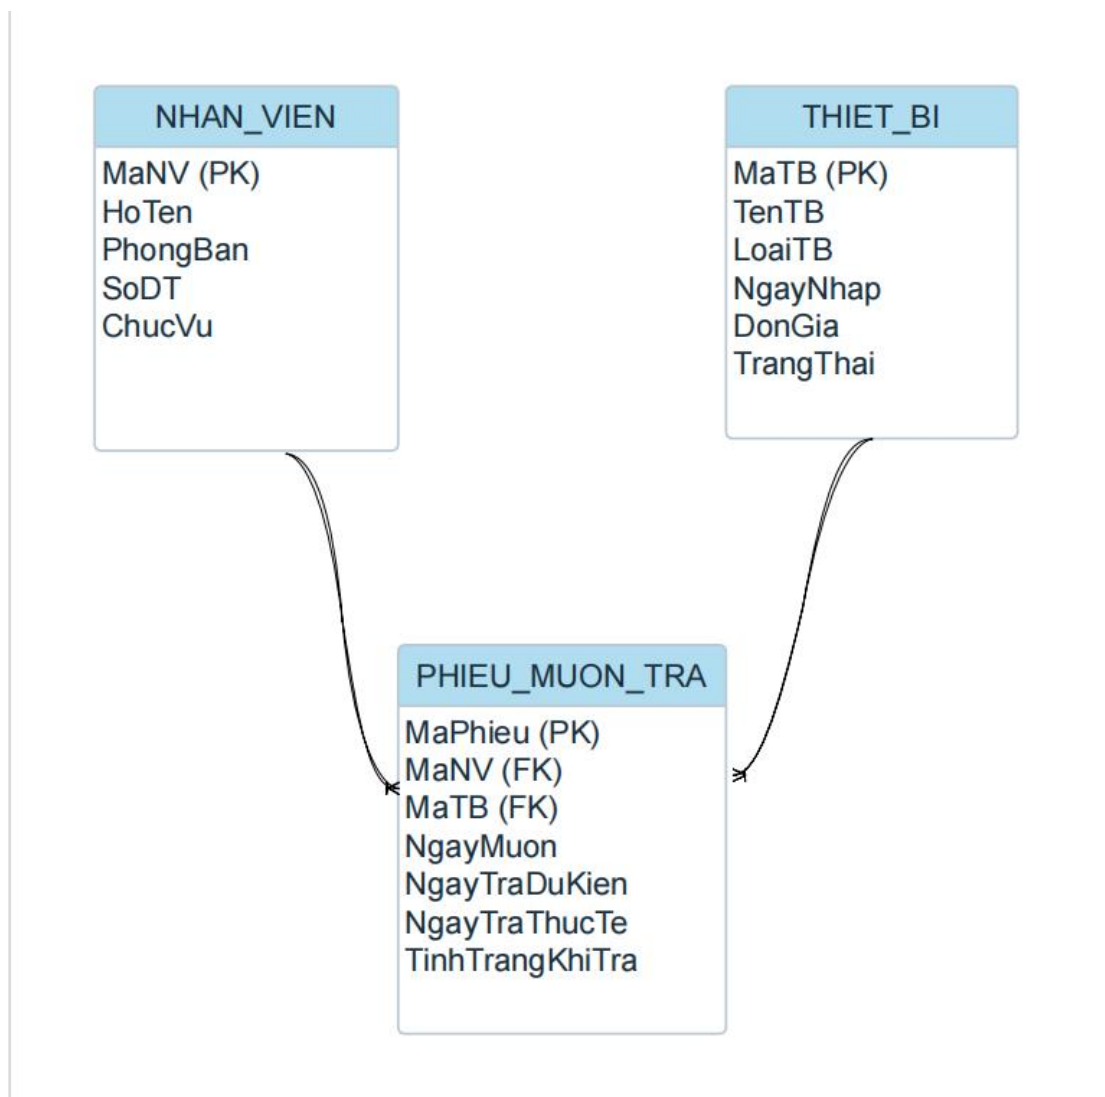 NHAN_VIEN
MaNV (PK)
HoTen
PhongBan
SoDT
ChucVu
THIET_BI
MaTB (PK)
TenTB
LoaiTB
NgayNhap
DonGia
TrangThai
PHIEU_MUON_TRA
MaPhieu (PK)
MaNV (FK)
MaTB (FK)
NgayMuon
NgayTraDuKien
NgayTraThucTe
TinhTrangKhiTra